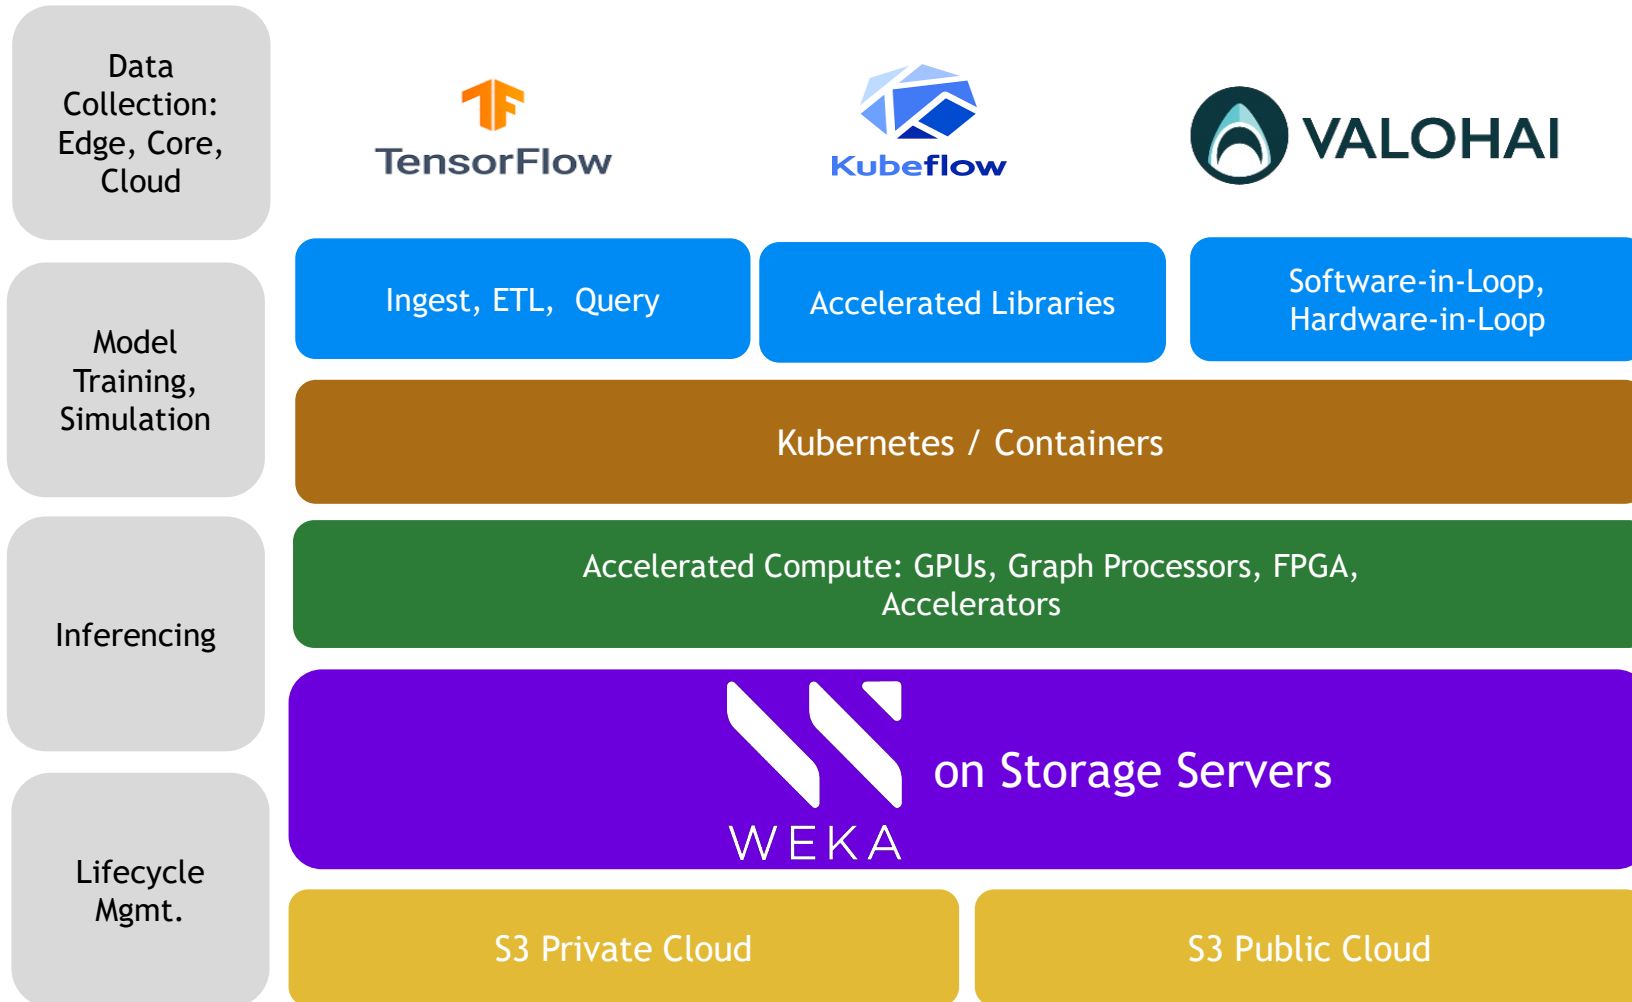 Data
Collection:
Edge, Core,
Cloud
TensorFlow
Kubeflow
VALOHAI
Ingest, ETL, Query
Accelerated Libraries
Software-in-Loop,
Hardware-in-Loop
Model
Training,
Simulation
Kubernetes / Containers
Accelerated Compute: GPUs, Graph Processors, FPGA,
Accelerators
Inferencing
WEKA
on Storage Servers
Lifecycle
Mgmt.
S3 Private Cloud
S3 Public Cloud